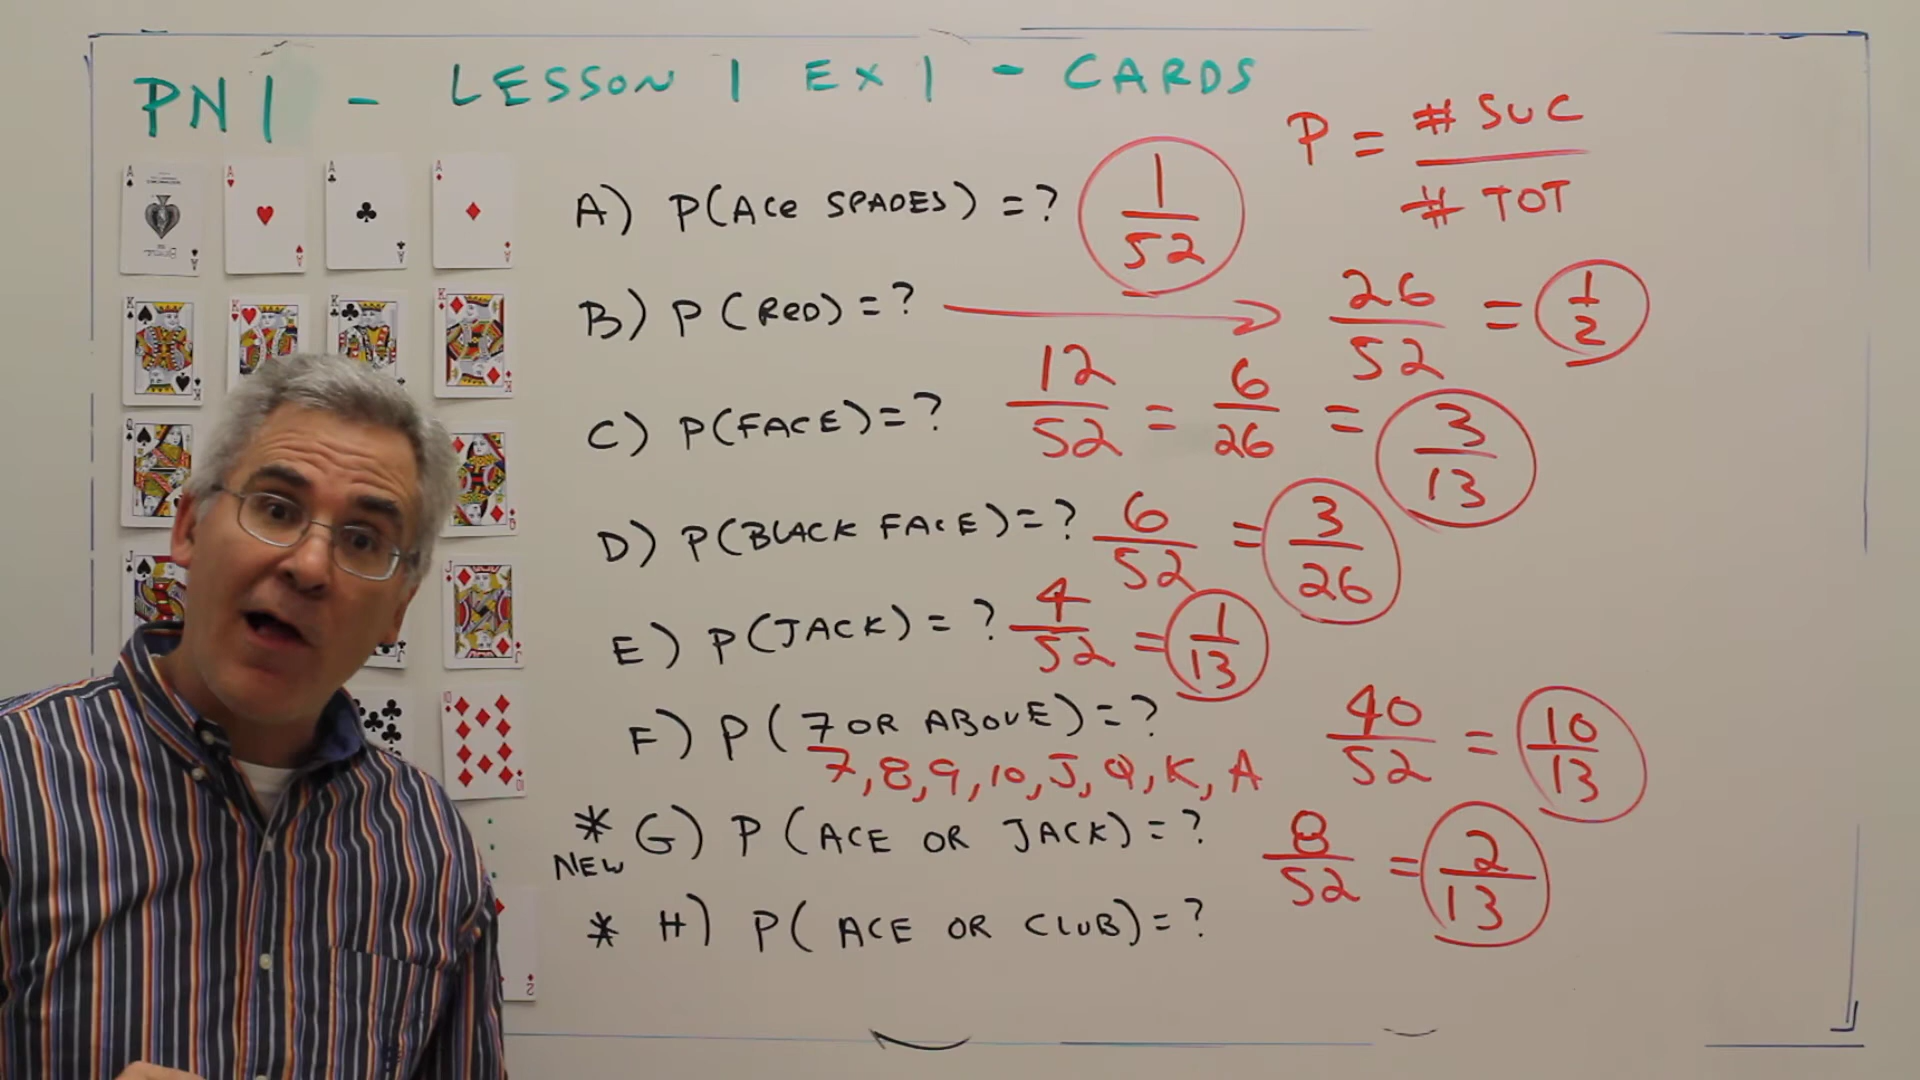 PN1 - LESSON 1 EX 1 - CARDS
P = # SUC / # TOT
A) P(ACE SPADES) = ? 1/52
B) P(RED) = ? 26/52 = 1/2
C) P(FACE) = ? 12/52 = 6/26 = 3/13
D) P(BLACK FACE) = ? 6/52 = 3/26
E) P(JACK) = ? 4/52 = 1/13
F) P(7 OR ABOVE) = ? 40/52 = 10/13
7, 8, 9, 10, J, Q, K, A
* G) P(ACE OR JACK) = ? 8/52 = 2/13
NEW
* H) P(ACE OR CLUB) = ?